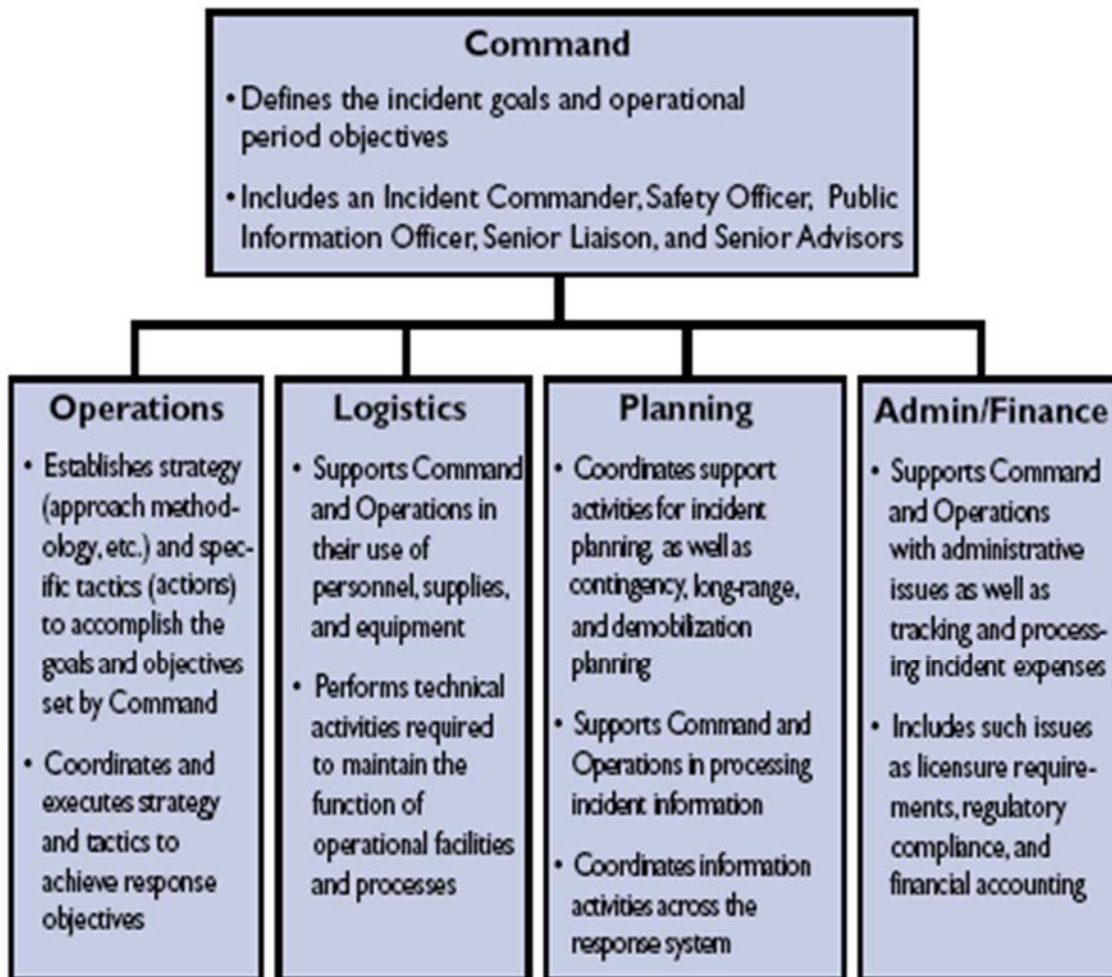 Command
• Defines the incident goals and operational
period objectives
• Includes an Incident Commander, Safety Officer, Public
Information Officer, Senior Liaison, and Senior Advisors
Operations
• Establishes strategy
(approach method-
ology, etc.) and spec-
ific tactics (actions)
to accomplish the
goals and objectives
set by Command
• Coordinates and
executes strategy
and tactics to
achieve response
objectives
Logistics
• Supports Command
and Operations in
their use of
personnel, supplies,
and equipment
• Performs technical
activities required
to maintain the
function of
operational facilities
and processes
Planning
• Coordinates support
activities for incident
planning, as well as
contingency, long-range,
and demobilization
planning
• Supports Command and
Operations in processing
incident information
• Coordinates information
activities across the
response system
Admin/Finance
• Supports Command
and Operations
with administrative
issues as well as
tracking and process-
ing incident expenses
• Includes such issues
as licensure require-
ments, regulatory
compliance, and
financial accounting